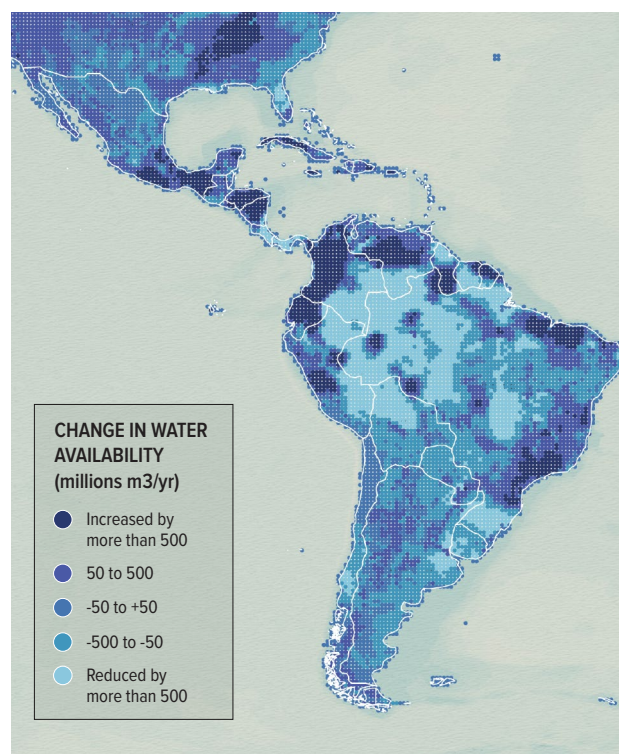 CHANGE IN WATER
AVAILABILITY
(millions m3/yr)
Increased by
more than 500
50 to 500
-50 to +50
-500 to -50
Reduced by
more than 500